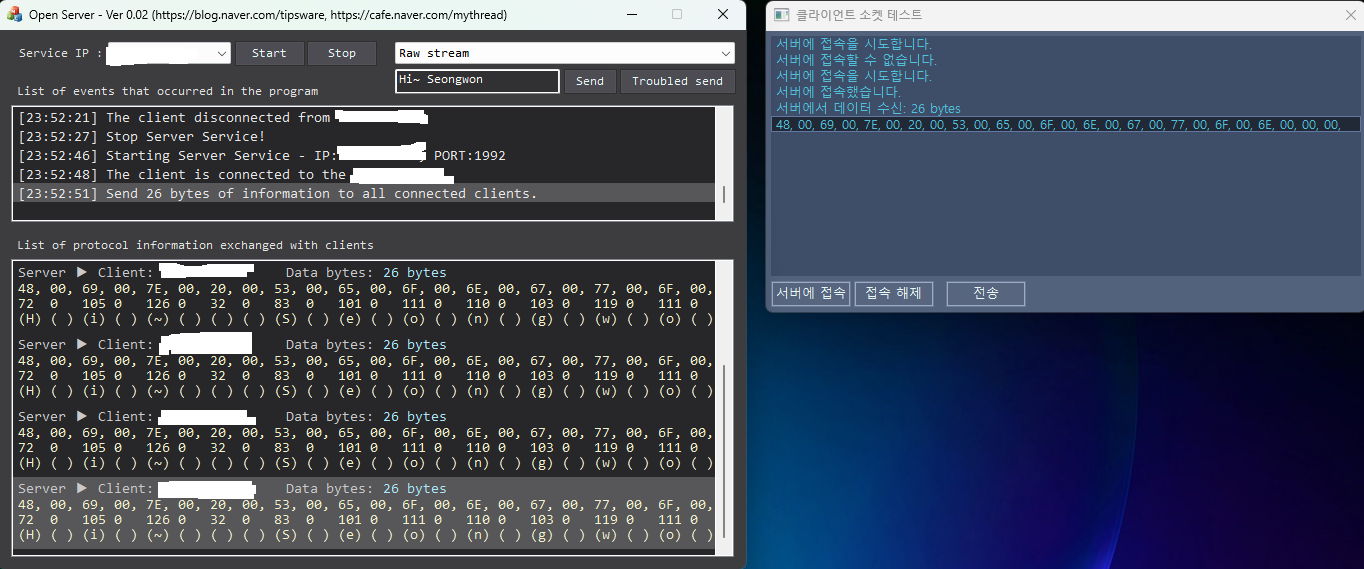 Open Server - Ver 0.02 (https://blog.naver.com/tipsware, https://cafe.naver.com/mythread)
Service IP :
Start
Stop
Raw stream
Hi~ Seongwon
Send
Troubled send
List of events that occurred in the program
[23:52:21] The client disconnected from
[23:52:27] Stop Server Service!
[23:52:46] Starting Server Service - IP: PORT:1992
[23:52:48] The client is connected to the
[23:52:51] Send 26 bytes of information to all connected clients.
List of protocol information exchanged with clients
Server ▶ Client: Data bytes: 26 bytes
48, 00, 69, 00, 7E, 00, 20, 00, 53, 00, 65, 00, 6F, 00, 6E, 00, 67, 00, 77, 00, 6F, 00,
72 0 105 0 126 0 32 0 83 0 101 0 111 0 110 0 103 0 119 0 111 0
(H) ( ) (i) ( ) (~) ( ) ( ) ( ) (S) ( ) (e) ( ) (o) ( ) (n) ( ) (g) ( ) (w) ( ) (o) ( )
Server ▶ Client: Data bytes: 26 bytes
48, 00, 69, 00, 7E, 00, 20, 00, 53, 00, 65, 00, 6F, 00, 6E, 00, 67, 00, 77, 00, 6F, 00,
72 0 105 0 126 0 32 0 83 0 101 0 111 0 110 0 103 0 119 0 111 0
(H) ( ) (i) ( ) (~) ( ) ( ) ( ) (S) ( ) (e) ( ) (o) ( ) (n) ( ) (g) ( ) (w) ( ) (o) ( )
Server ▶ Client: Data bytes: 26 bytes
48, 00, 69, 00, 7E, 00, 20, 00, 53, 00, 65, 00, 6F, 00, 6E, 00, 67, 00, 77, 00, 6F, 00,
72 0 105 0 126 0 32 0 83 0 101 0 111 0 110 0 103 0 119 0 111 0
(H) ( ) (i) ( ) (~) ( ) ( ) ( ) (S) ( ) (e) ( ) (o) ( ) (n) ( ) (g) ( ) (w) ( ) (o) ( )
Server ▶ Client: Data bytes: 26 bytes
48, 00, 69, 00, 7E, 00, 20, 00, 53, 00, 65, 00, 6F, 00, 6E, 00, 67, 00, 77, 00, 6F, 00,
72 0 105 0 126 0 32 0 83 0 101 0 111 0 110 0 103 0 119 0 111 0
(H) ( ) (i) ( ) (~) ( ) ( ) ( ) (S) ( ) (e) ( ) (o) ( ) (n) ( ) (g) ( ) (w) ( ) (o) ( )
클라이언트 소켓 테스트
서버에 접속을 시도합니다.
서버에 접속할 수 없습니다.
서버에 접속을 시도합니다.
서버에 접속했습니다.
서버에서 데이터 수신: 26 bytes
48, 00, 69, 00, 7E, 00, 20, 00, 53, 00, 65, 00, 6F, 00, 6E, 00, 67, 00, 77, 00, 6F, 00, 6E, 00, 00, 00,
서버에 접속
접속 해제
전송